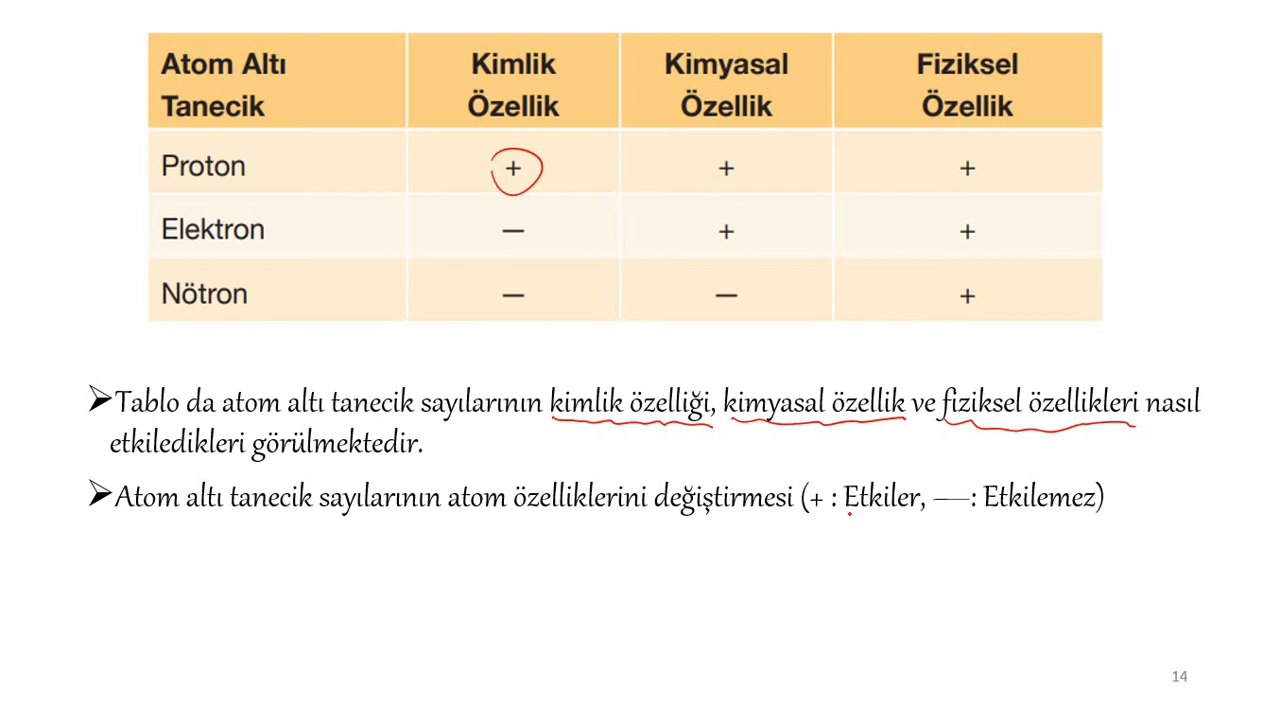 Atom Altı Tanecik | Kimlik Özellik | Kimyasal Özellik | Fiziksel Özellik
Proton | + | + | +
Elektron | — | + | +
Nötron | — | — | +
➤Tablo da atom altı tanecik sayılarının kimlik özelliği, kimyasal özellik ve fiziksel özellikleri nasıl
etkiledikleri görülmektedir.
➤Atom altı tanecik sayılarının atom özelliklerini değiştirmesi (+ : Etkiler, —: Etkilemez)
14